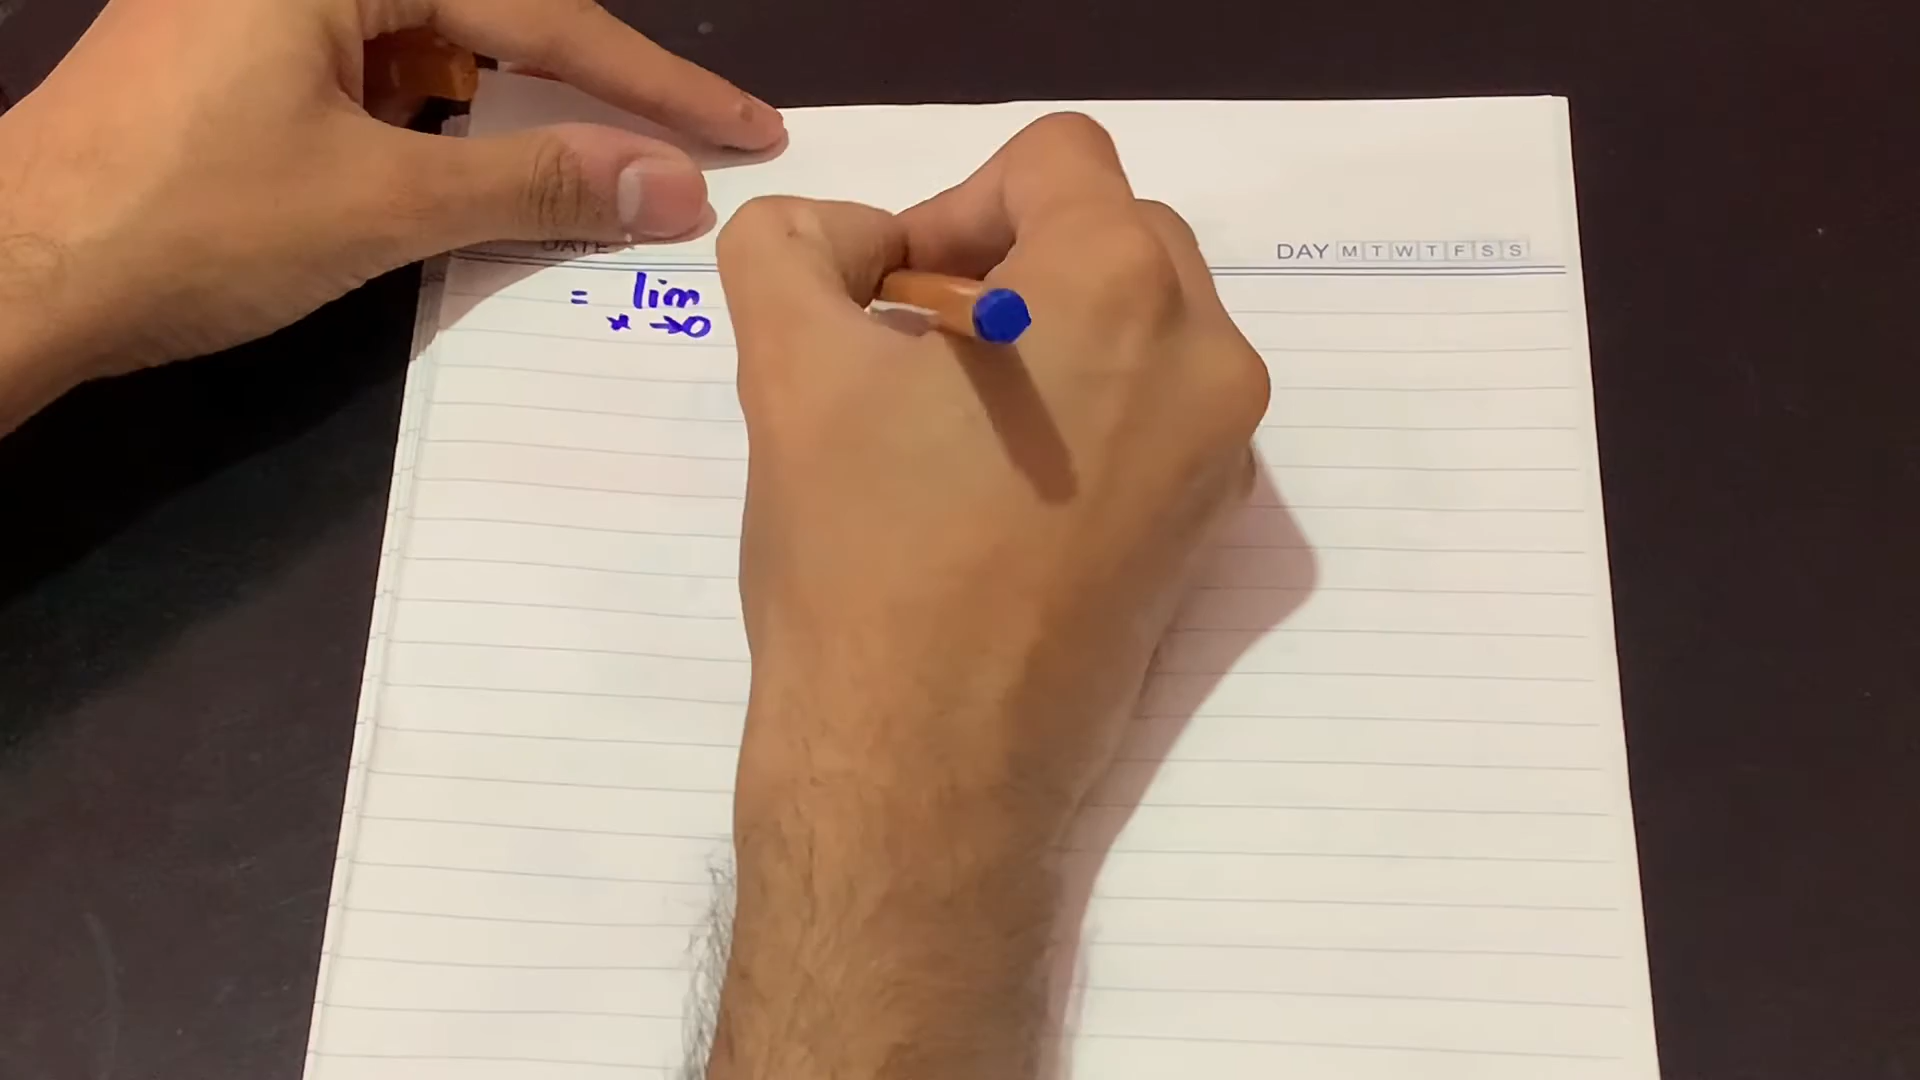 DATE
DAY M T W T F S S
= lim
x →0